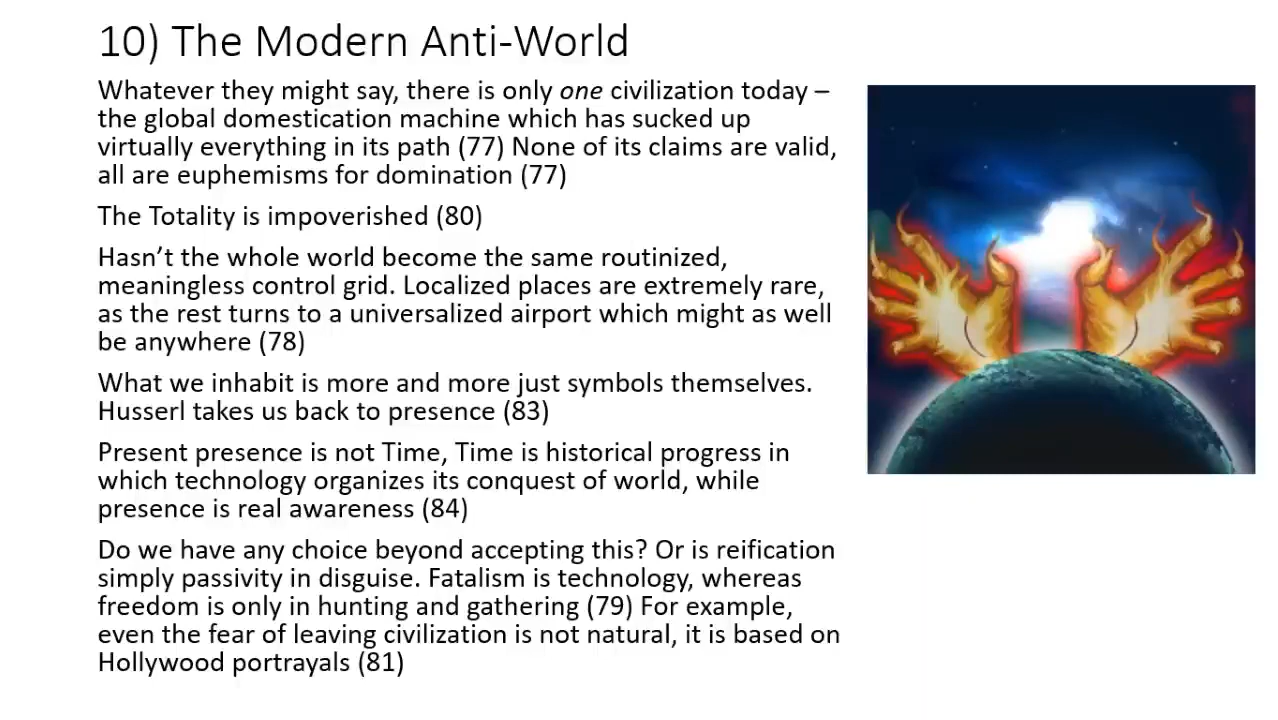 10) The Modern Anti-World
Whatever they might say, there is only one civilization today –
the global domestication machine which has sucked up
virtually everything in its path (77) None of its claims are valid,
all are euphemisms for domination (77)
The Totality is impoverished (80)
Hasn’t the whole world become the same routinized,
meaningless control grid. Localized places are extremely rare,
as the rest turns to a universalized airport which might as well
be anywhere (78)
What we inhabit is more and more just symbols themselves.
Husserl takes us back to presence (83)
Present presence is not Time, Time is historical progress in
which technology organizes its conquest of world, while
presence is real awareness (84)
Do we have any choice beyond accepting this? Or is reification
simply passivity in disguise. Fatalism is technology, whereas
freedom is only in hunting and gathering (79) For example,
even the fear of leaving civilization is not natural, it is based on
Hollywood portrayals (81)